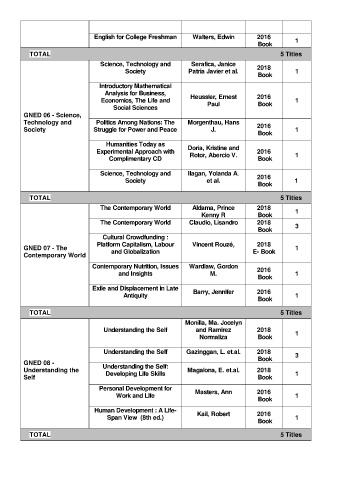 English for College Freshman Walters, Edwin 2016 Book 1
TOTAL 5 Titles
GNED 06 - Science, Technology and Society
Science, Technology and Society Serafica, Janice Patria Javier et al. 2018 Book 1
Introductory Mathematical Analysis for Business, Economics, The Life and Social Sciences Heussler, Ernest Paul 2016 Book 1
Politics Among Nations: The Struggle for Power and Peace Morgenthau, Hans J. 2016 Book 1
Humanities Today as Experimental Approach with Complimentary CD Doria, Kristine and Rotor, Abercio V. 2016 Book 1
Science, Technology and Society Ilagan, Yolanda A. et al. 2016 Book 1
TOTAL 5 Titles
GNED 07 - The Contemporary World
The Contemporary World Aldama, Prince Kenny R 2018 Book 1
The Contemporary World Claudio, Lisandro 2018 Book 3
Cultural Crowdfunding : Platform Capitalism, Labour and Globalization Vincent Rouzé, 2018 E- Book 1
Contemporary Nutrition, Issues and Insights Wardlaw, Gordon M. 2016 Book 1
Exile and Displacement in Late Antiquity Barry, Jennifer 2016 Book 1
TOTAL 5 Titles
GNED 08 - Understanding the Self
Understanding the Self Monilla, Ma. Jocelyn and Ramirez Normaliza 2018 Book 1
Understanding the Self Gazinggan, L. et.al. 2018 Book 3
Understanding the Self: Developing Life Skills Magalona, E. et.al. 2018 Book 1
Personal Development for Work and Life Masters, Ann 2016 Book 1
Human Development : A Life-Span View (8th ed.) Kail, Robert 2016 Book 1
TOTAL 5 Titles